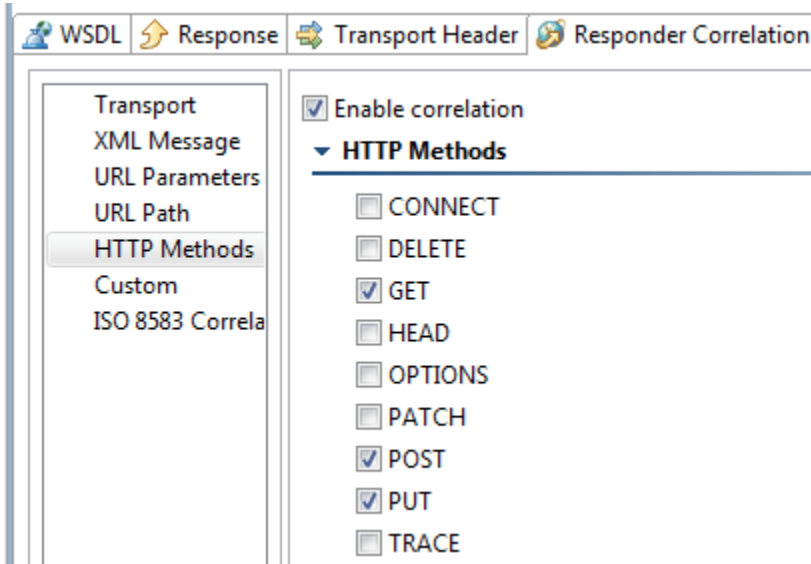 WSDL Response Transport Header Responder Correlation
Transport
XML Message
URL Parameters
URL Path
HTTP Methods
Custom
ISO 8583 Correla
Enable correlation
HTTP Methods
CONNECT
DELETE
GET
HEAD
OPTIONS
PATCH
POST
PUT
TRACE